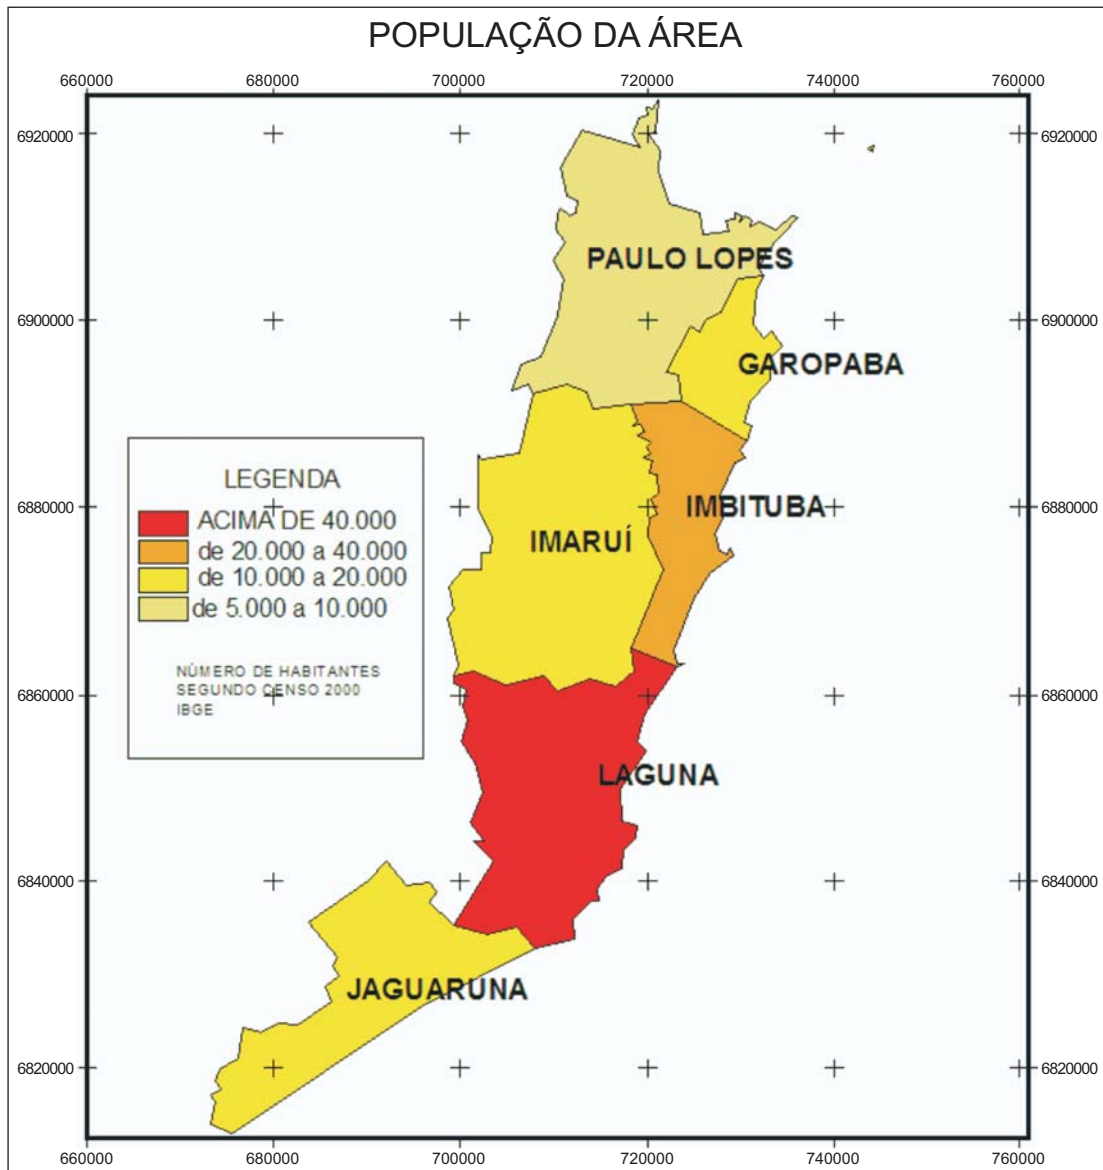 POPULAÇÃO DA ÁREA
660000 680000 700000 720000 740000 760000
6920000 6920000
PAULO LOPES
6900000 6900000
GAROPABA
LEGENDA
ACIMA DE 40.000
de 20.000 a 40.000
de 10.000 a 20.000
de 5.000 a 10.000
NÚMERO DE HABITANTES
SEGUNDO CENSO 2000
IBGE
6880000 6880000
IMBITUBA
IMARUÍ
6860000 6860000
LAGUNA
6840000 6840000
JAGUARUNA
6820000 6820000
660000 680000 700000 720000 740000 760000